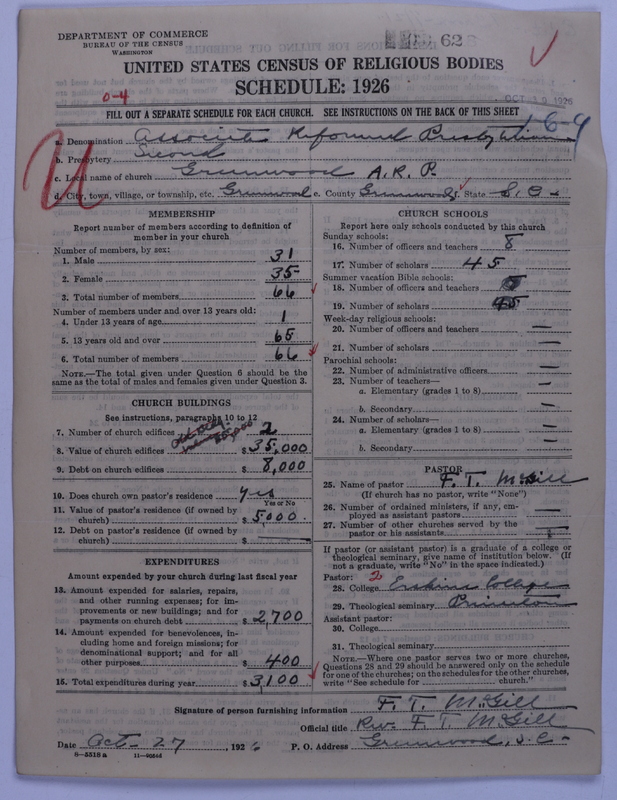 DEPARTMENT OF COMMERCE
BUREAU OF THE CENSUS
WASHINGTON
62
OCT 1926
UNITED STATES CENSUS OF RELIGIOUS BODIES
SCHEDULE: 1926
0-4
FILL OUT A SEPARATE SCHEDULE FOR EACH CHURCH. SEE INSTRUCTIONS ON THE BACK OF THIS SHEET
a. Denomination Associate Reformed Presbyterian
b. Presbytery Second
c. Local name of church Greenwood A.R.P.
d. City, town, village, or township, etc. Greenwood e. County Greenwood f. State S.C.
U
MEMBERSHIP
Report number of members according to definition of
member in your church
Number of members, by sex:
1. Male 31
2. Female 35
3. Total number of members 66
Number of members under and over 13 years old:
4. Under 13 years of age 1
5. 13 years old and over 65
6. Total number of members 66
NOTE.—The total given under Question 6 should be the
same as the total of males and females given under Question 3.
CHURCH BUILDINGS
See instructions, paragraphs 10 to 12
7. Number of church edifices 2
8. Value of church edifices $35,000
9. Debt on church edifices $8,000
10. Does church own pastor's residence yes
Yes or No
11. Value of pastor's residence (if owned by
church) $5000.
12. Debt on pastor's residence (if owned by
church) $ —
EXPENDITURES
Amount expended by your church during last fiscal year
13. Amount expended for salaries, repairs,
and other running expenses; for im-
provements or new buildings; and for
payments on church debt $2,700
14. Amount expended for benevolences, in-
cluding home and foreign missions; for
denominational support; and for all
other purposes $400
15. Total expenditures during year $3,100
CHURCH SCHOOLS
Report here only schools conducted by this church
Sunday schools:
16. Number of officers and teachers 8
17. Number of scholars 45
Summer vacation Bible schools:
18. Number of officers and teachers
19. Number of scholars 45
Week-day religious schools:
20. Number of officers and teachers —
21. Number of scholars —
Parochial schools:
22. Number of administrative officers —
23. Number of teachers—
a. Elementary (grades 1 to 8) —
b. Secondary —
24. Number of scholars—
a. Elementary (grades 1 to 8) —
b. Secondary —
PASTOR
25. Name of pastor F. T. McGill
(If church has no pastor, write "None")
26. Number of ordained ministers, if any, em-
ployed as assistant pastors —
27. Number of other churches served by the
pastor or his assistants
If pastor (or assistant pastor) is a graduate of a college or
theological seminary, give name of institution below. (If
not a graduate, write "No" in the space indicated.)
Pastor: 2
28. College Erskine College
29. Theological seminary Princeton
Assistant pastor:
30. College
31. Theological seminary
NOTE.—Where one pastor serves two or more churches,
Questions 28 and 29 should be answered only on the schedule
for one of the churches; on the schedules for the other churches,
write "See schedule for church."
Signature of person furnishing information F. T. McGill
Official title Rev. F. T. McGill
Date Oct. 27, 1926 P. O. Address Greenwood, S.C.
8-5518a